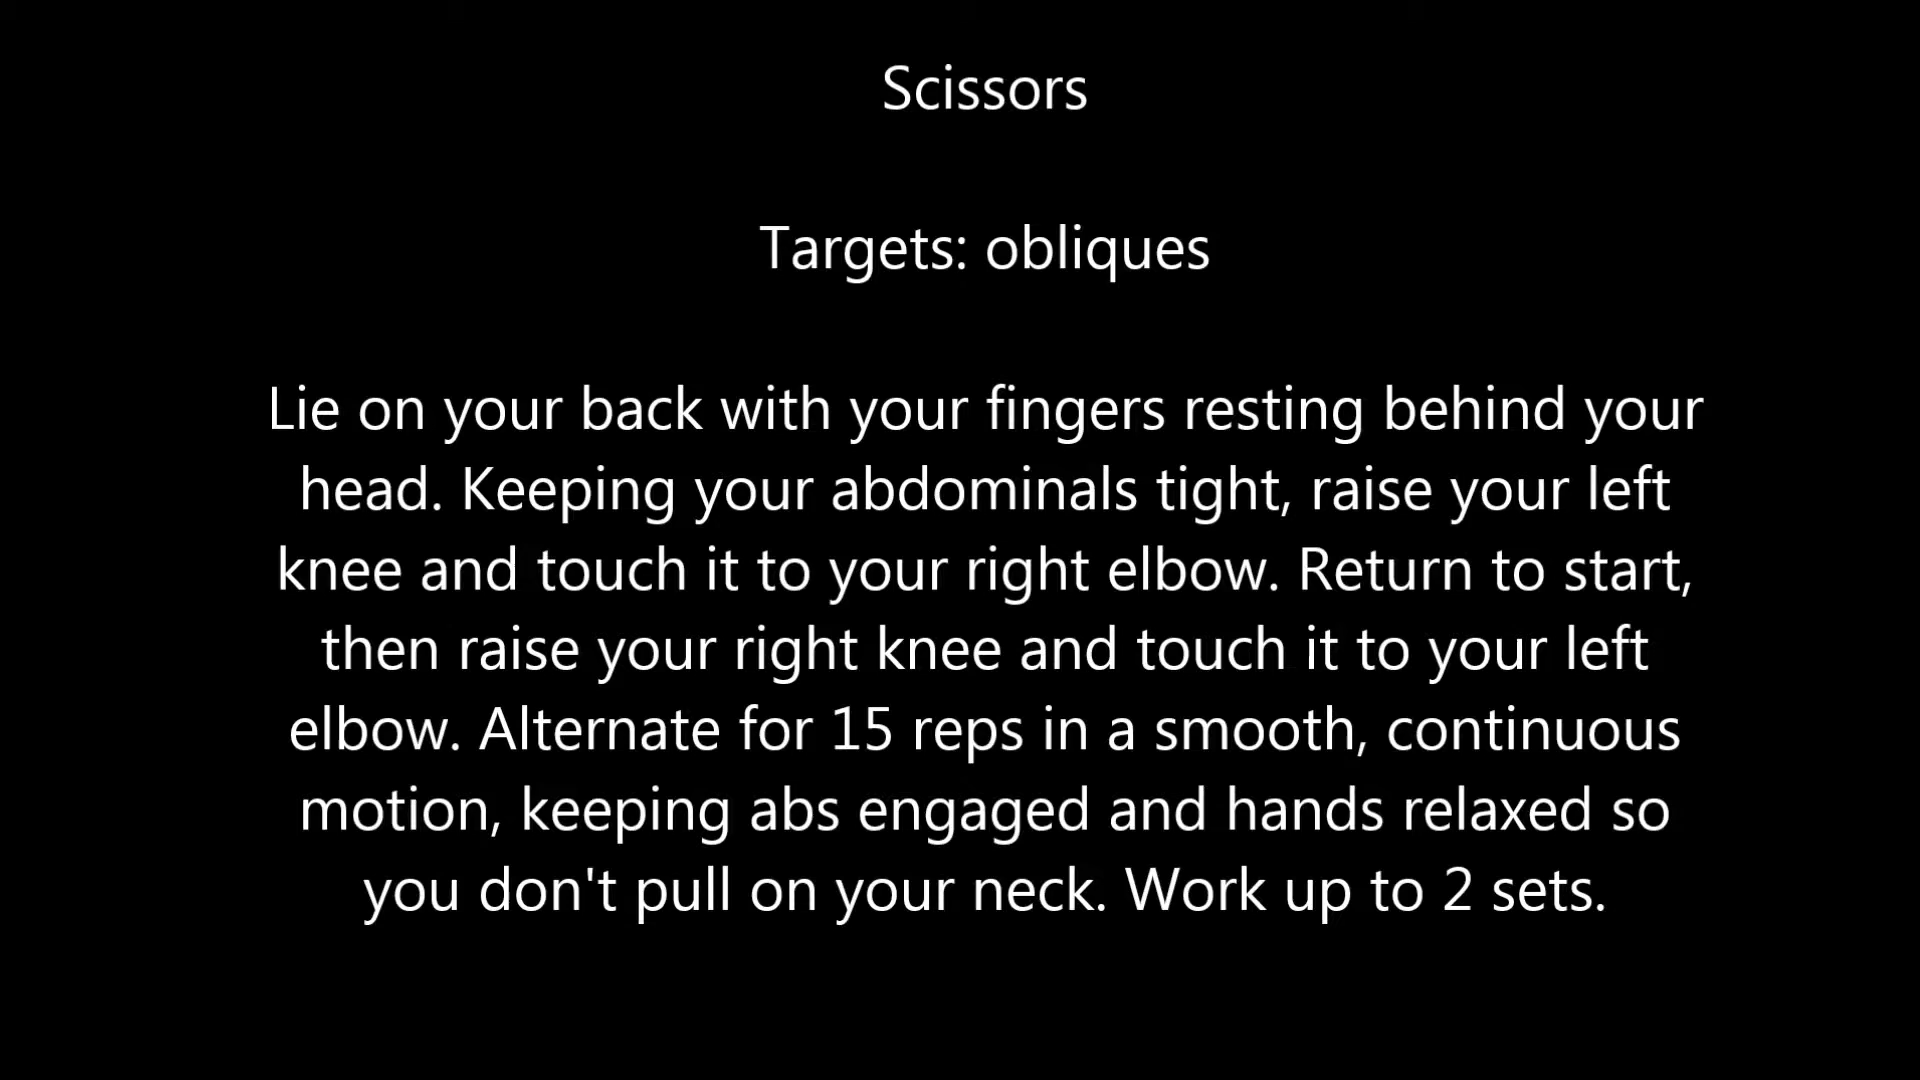 Scissors
Targets: obliques
Lie on your back with your fingers resting behind your
head. Keeping your abdominals tight, raise your left
knee and touch it to your right elbow. Return to start,
then raise your right knee and touch it to your left
elbow. Alternate for 15 reps in a smooth, continuous
motion, keeping abs engaged and hands relaxed so
you don't pull on your neck. Work up to 2 sets.